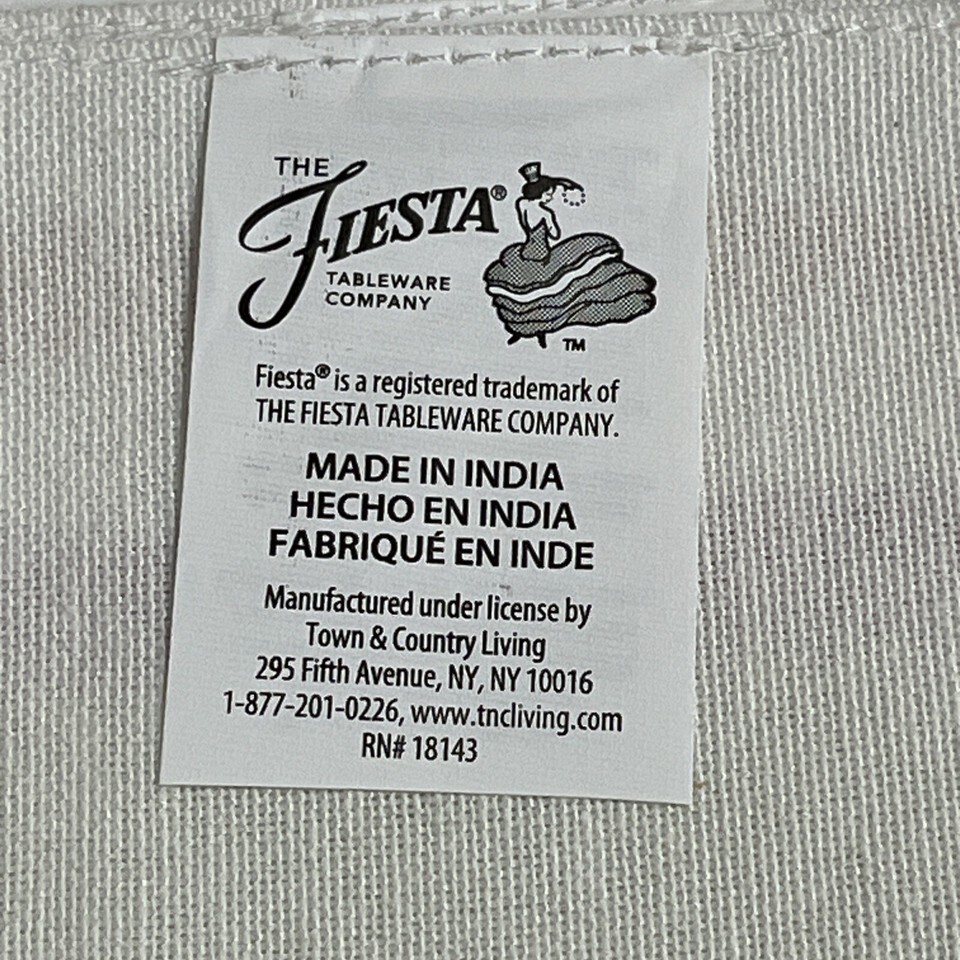 THE
FIESTA®
TABLEWARE
COMPANY
TM
Fiesta® is a registered trademark of
THE FIESTA TABLEWARE COMPANY.
MADE IN INDIA
HECHO EN INDIA
FABRIQUÉ EN INDE
Manufactured under license by
Town & Country Living
295 Fifth Avenue, NY, NY 10016
1-877-201-0226, www.tncliving.com
RN# 18143